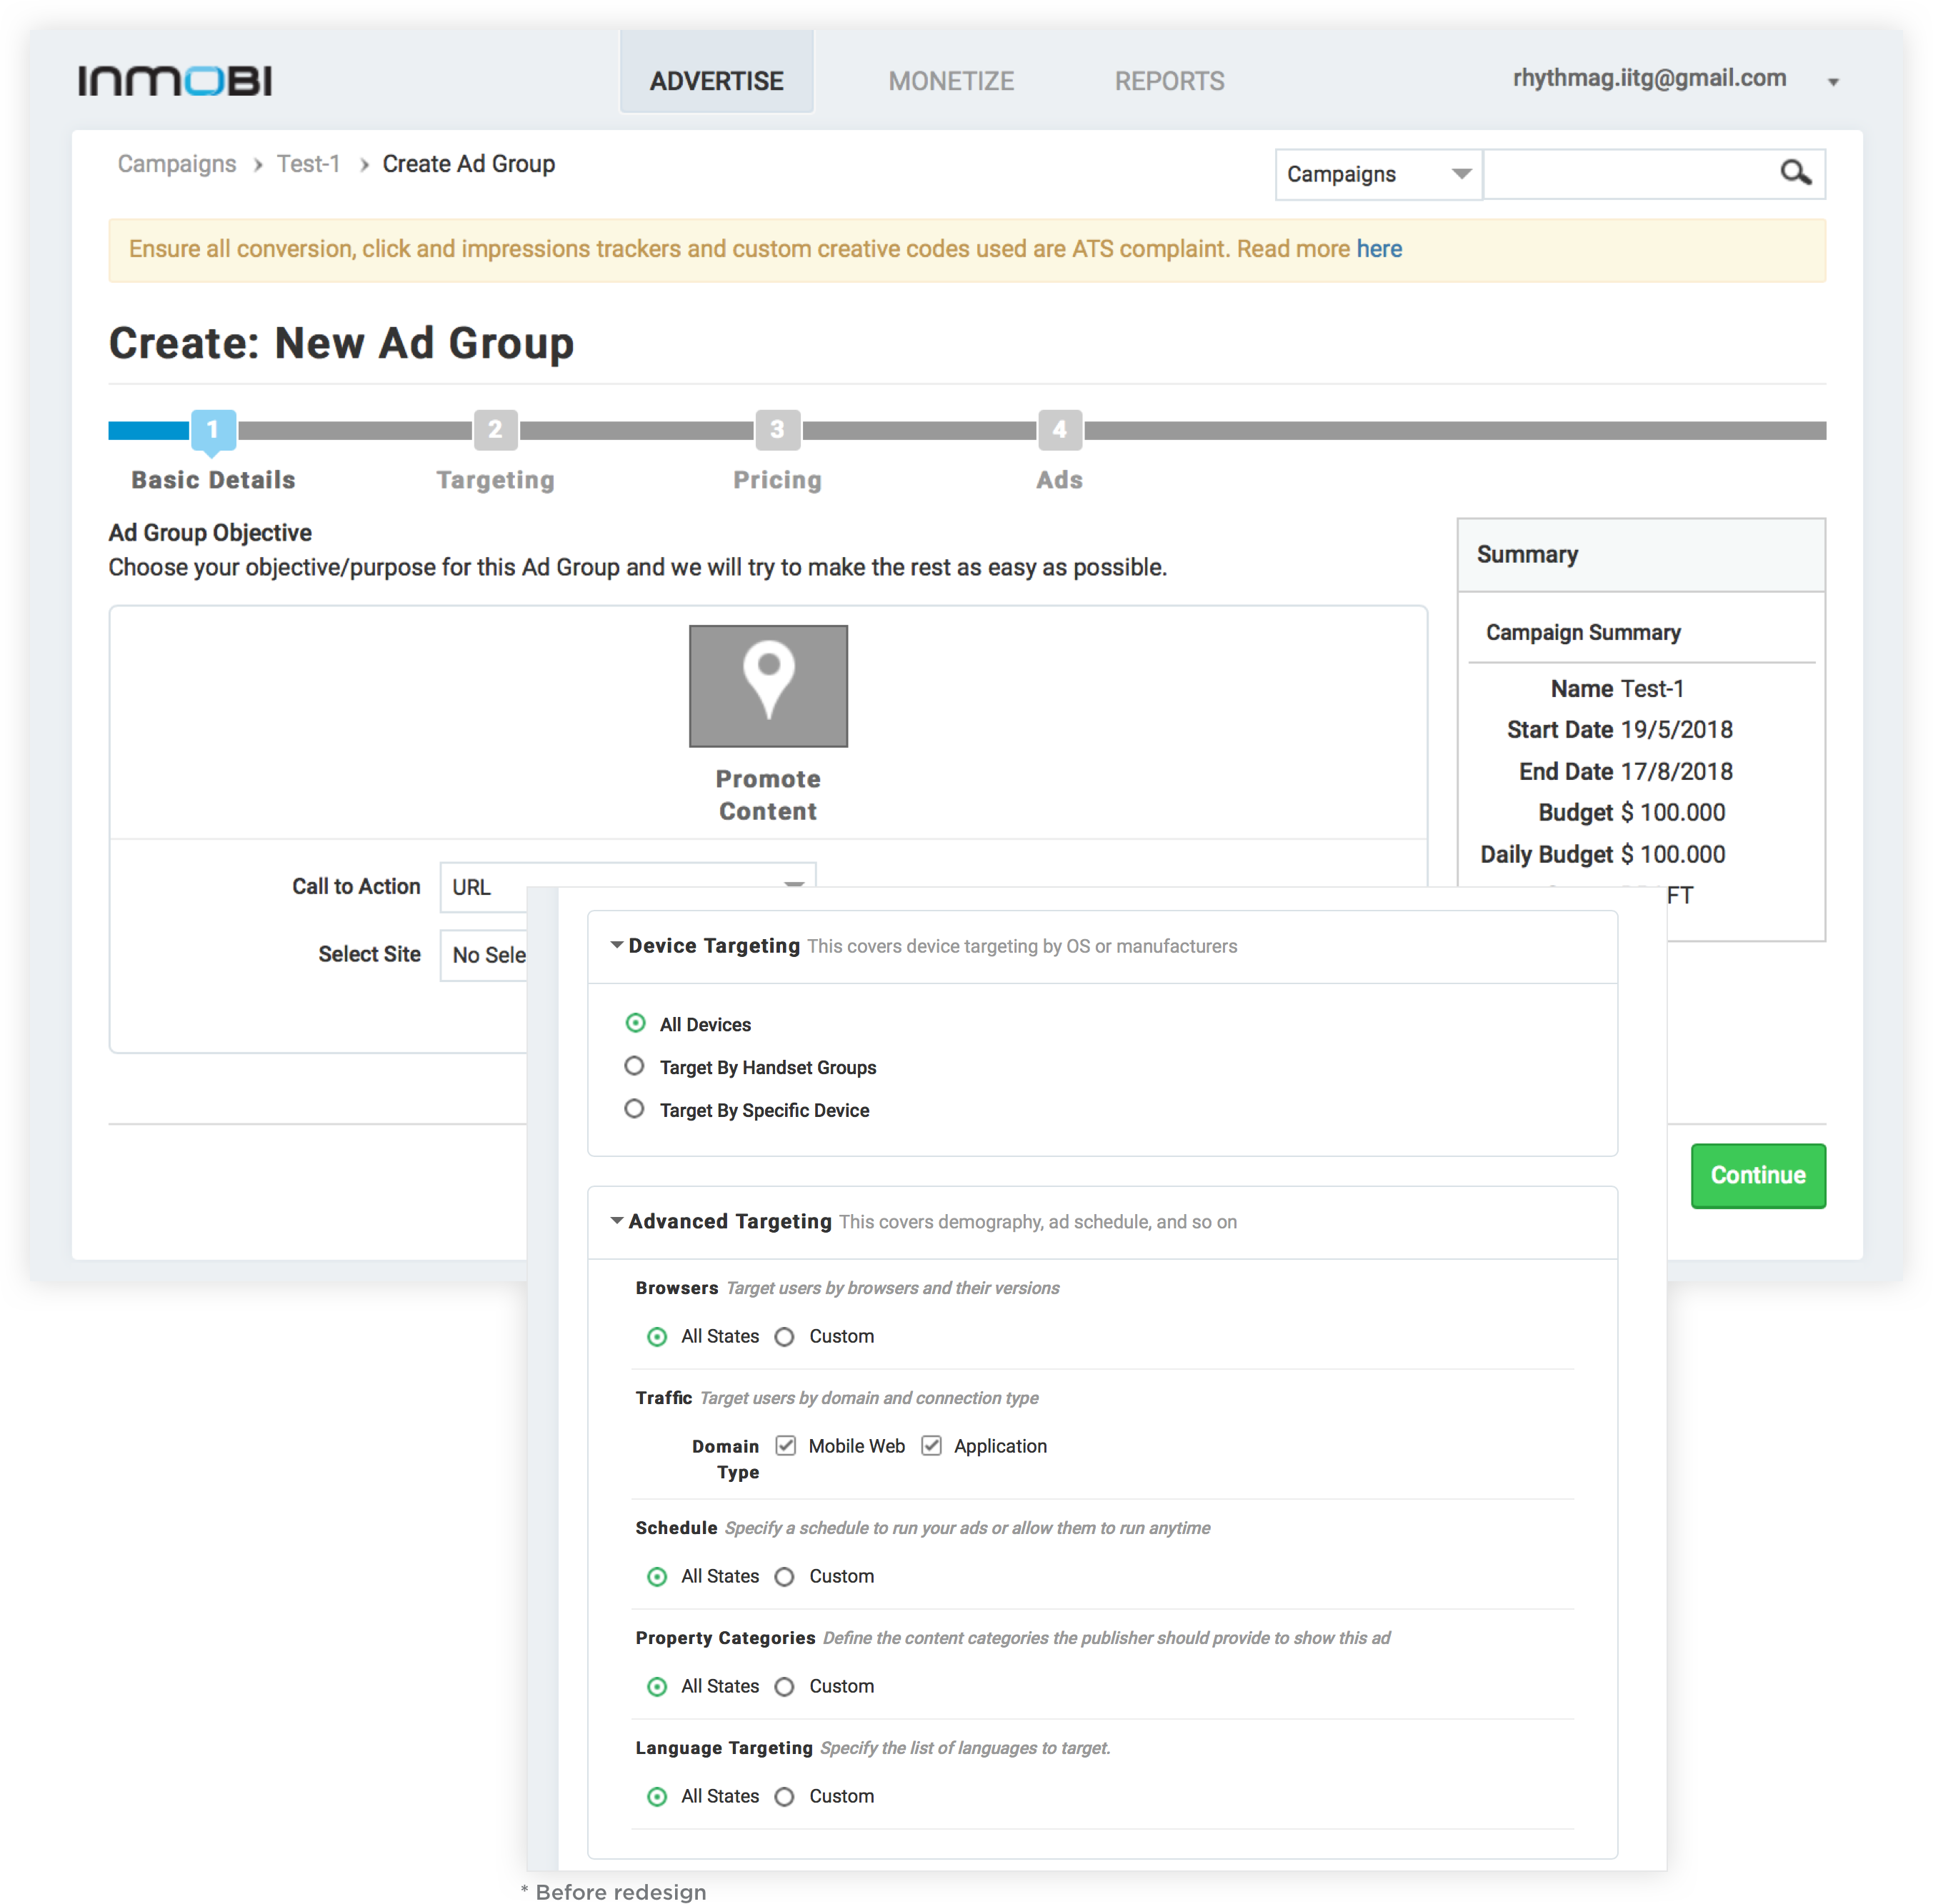 INMOBI
ADVERTISE MONETIZE REPORTS
rhythmag.iitg@gmail.com
Campaigns > Test-1 > Create Ad Group
Campaigns
Ensure all conversion, click and impressions trackers and custom creative codes used are ATS complaint. Read more here
Create: New Ad Group
1 2 3 4
Basic Details Targeting Pricing Ads
Ad Group Objective
Choose your objective/purpose for this Ad Group and we will try to make the rest as easy as possible.
Promote
Content
Call to Action URL
Select Site No Sele
Summary
Campaign Summary
Name Test-1
Start Date 19/5/2018
End Date 17/8/2018
Budget $ 100.000
Daily Budget $ 100.000
FT
Continue
Device Targeting This covers device targeting by OS or manufacturers
All Devices
Target By Handset Groups
Target By Specific Device
Advanced Targeting This covers demography, ad schedule, and so on
Browsers Target users by browsers and their versions
All States Custom
Traffic Target users by domain and connection type
Domain Mobile Web Application
Type
Schedule Specify a schedule to run your ads or allow them to run anytime
All States Custom
Property Categories Define the content categories the publisher should provide to show this ad
All States Custom
Language Targeting Specify the list of languages to target.
All States Custom
* Before redesign